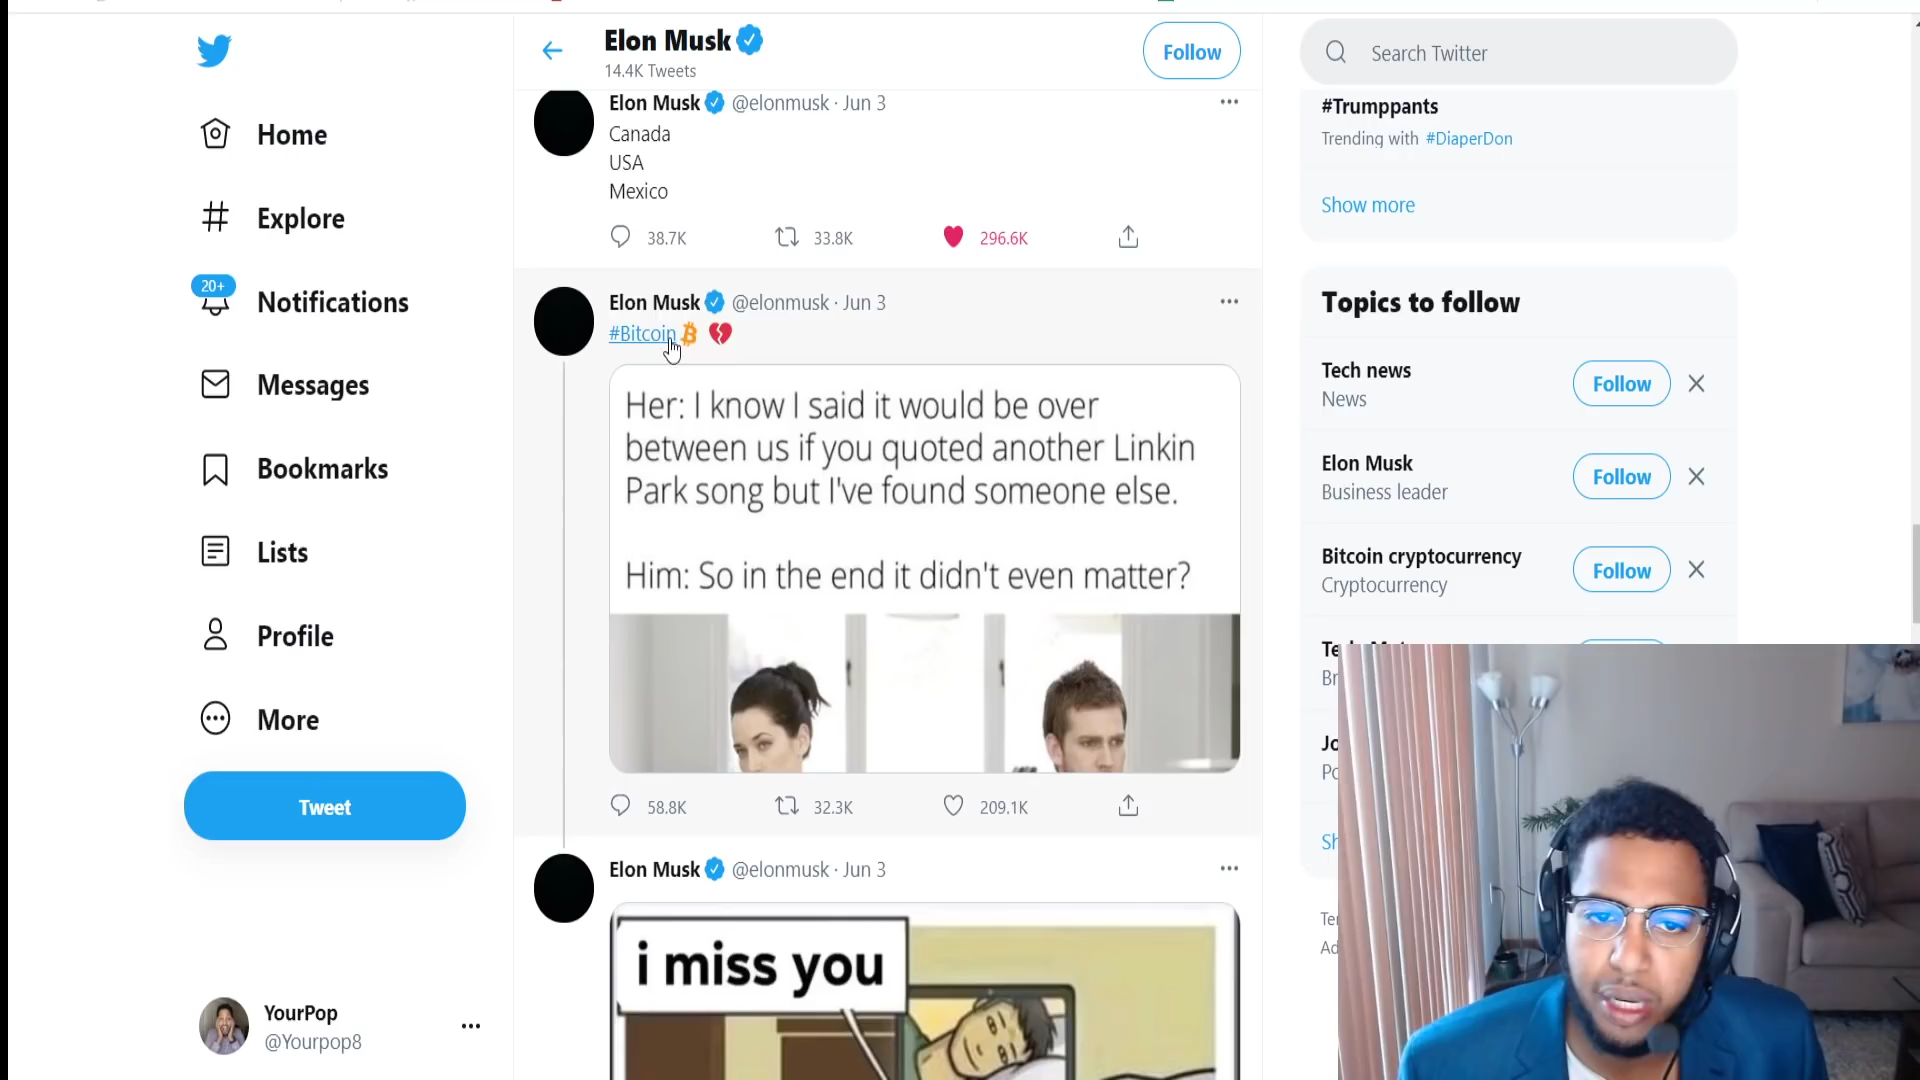 Home
Explore
20+
Notifications
Messages
Bookmarks
Lists
Profile
More
Tweet
YourPop
@Yourpop8
Elon Musk
14.4K Tweets
Follow
Elon Musk @elonmusk · Jun 3
Canada
USA
Mexico
38.7K 33.8K 296.6K
Elon Musk @elonmusk · Jun 3
#Bitcoin
Her: I know I said it would be over
between us if you quoted another Linkin
Park song but I've found someone else.
Him: So in the end it didn't even matter?
58.8K 32.3K 209.1K
Elon Musk @elonmusk · Jun 3
i miss you
Search Twitter
#Trumppants
Trending with #DiaperDon
Show more
Topics to follow
Tech news
News
Follow
Elon Musk
Business leader
Follow
Bitcoin cryptocurrency
Cryptocurrency
Follow